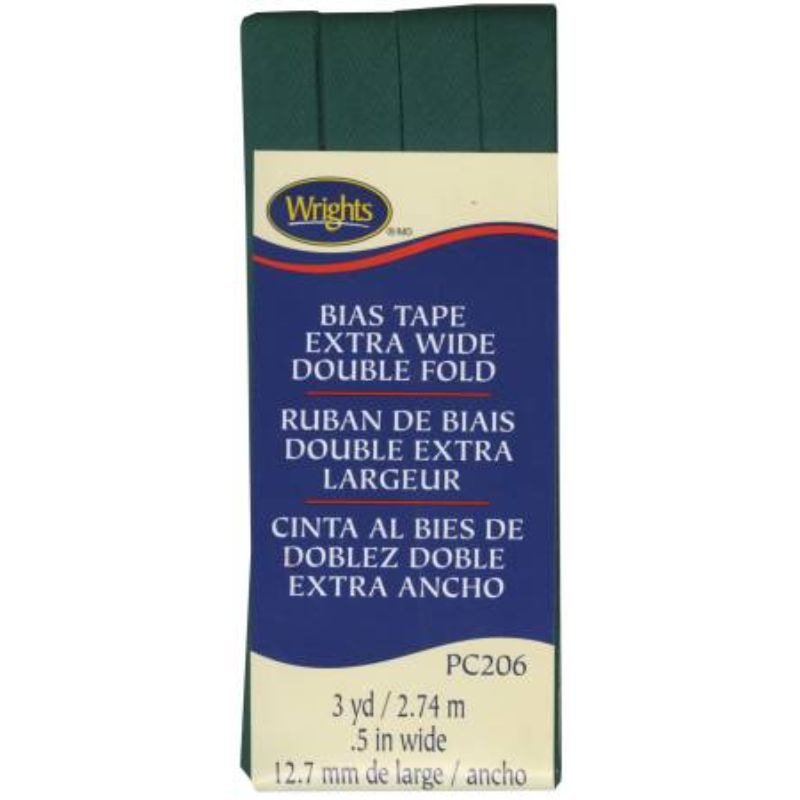 Wrights
®/MD
BIAS TAPE
EXTRA WIDE
DOUBLE FOLD
RUBAN DE BIAIS
DOUBLE EXTRA
LARGEUR
CINTA AL BIES DE
DOBLEZ DOBLE
EXTRA ANCHO
PC206
3 yd / 2.74 m
.5 in wide
12.7 mm de large / ancho